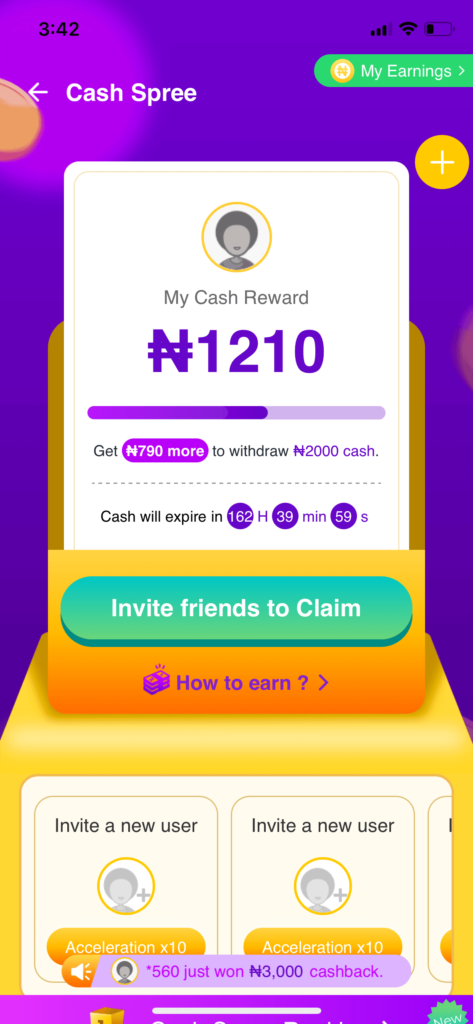 3:42
My Earnings >
Cash Spree
My Cash Reward
₦1210
Get ₦790 more to withdraw ₦2000 cash.
Cash will expire in 162 H 39 min 59 s
Invite friends to Claim
How to earn ? >
Invite a new user
Invite a new user
Acceleration x10
Acceleration x10
*560 just won ₦3,000 cashback.
New